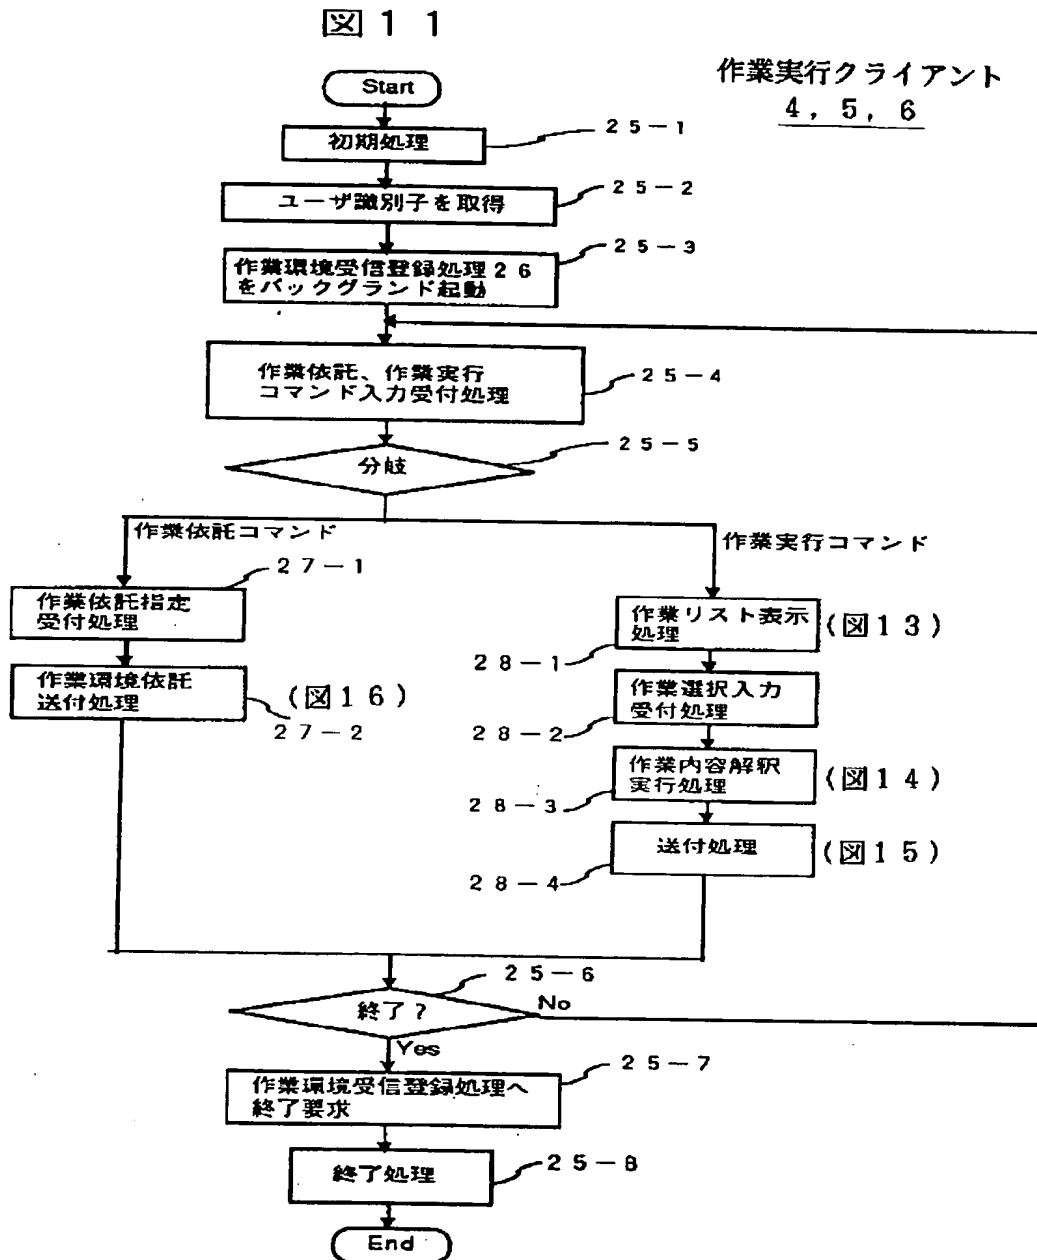 図11
作業実行クライアント
4，5，6
Start
初期処理
25－1
ユーザ識別子を取得
25－2
作業環境受信登録処理26
をバックグランド起動
25－3
作業依託、作業実行
コマンド入力受付処理
25－4
分岐
25－5
作業依託コマンド
作業実行コマンド
27－1
作業依託指定
受付処理
作業環境依託
送付処理
(図16)
27－2
作業リスト表示
処理
(図13)
28－1
作業選択入力
受付処理
28－2
作業内容解釈
実行処理
(図14)
28－3
送付処理
(図15)
28－4
25－6
終了？
No
Yes
25－7
作業環境受信登録処理へ
終了要求
終了処理
25－8
End